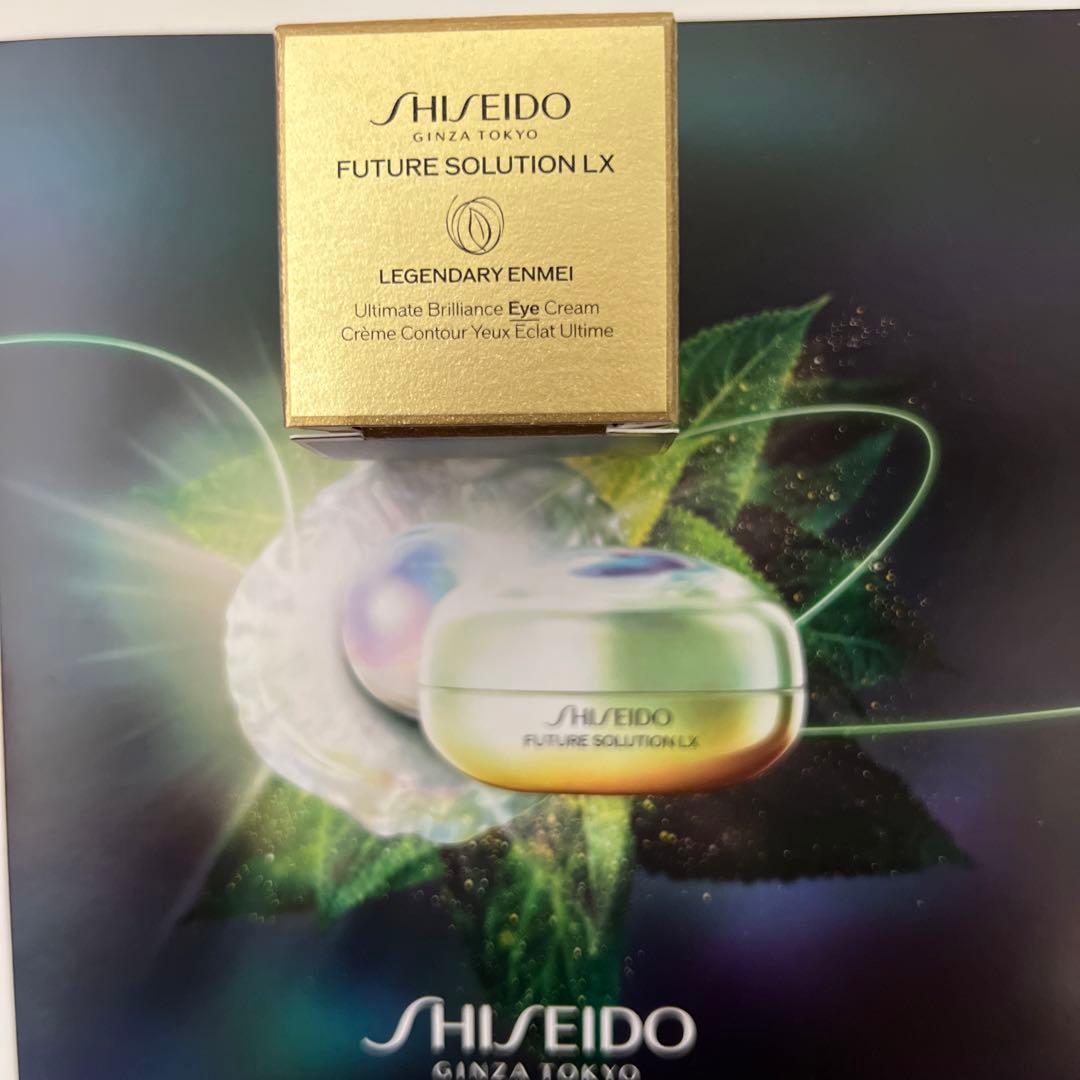 SHISEIDO
GINZA TOKYO
FUTURE SOLUTION LX
LEGENDARY ENMEI
Ultimate Brilliance Eye Cream
Crème Contour Yeux Eclat Ultime
SHISEIDO
FUTURE SOLUTION LX
SHISEIDO
GINZA TOKYO